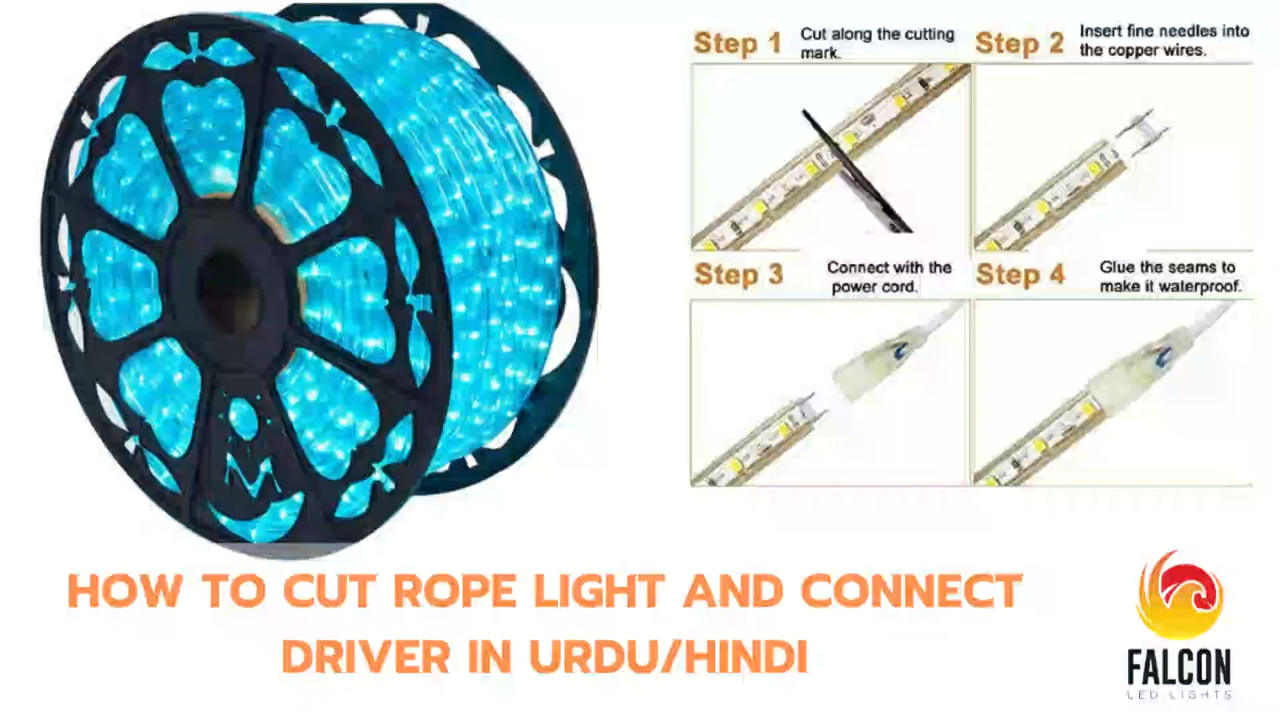 Step 1
Cut along the cutting
mark.
Step 2
Insert fine needles into
the copper wires.
Step 3
Connect with the
power cord.
Step 4
Glue the seams to
make it waterproof.
HOW TO CUT ROPE LIGHT AND CONNECT
DRIVER IN URDU/HINDI
FALCON
LED LIGHTS